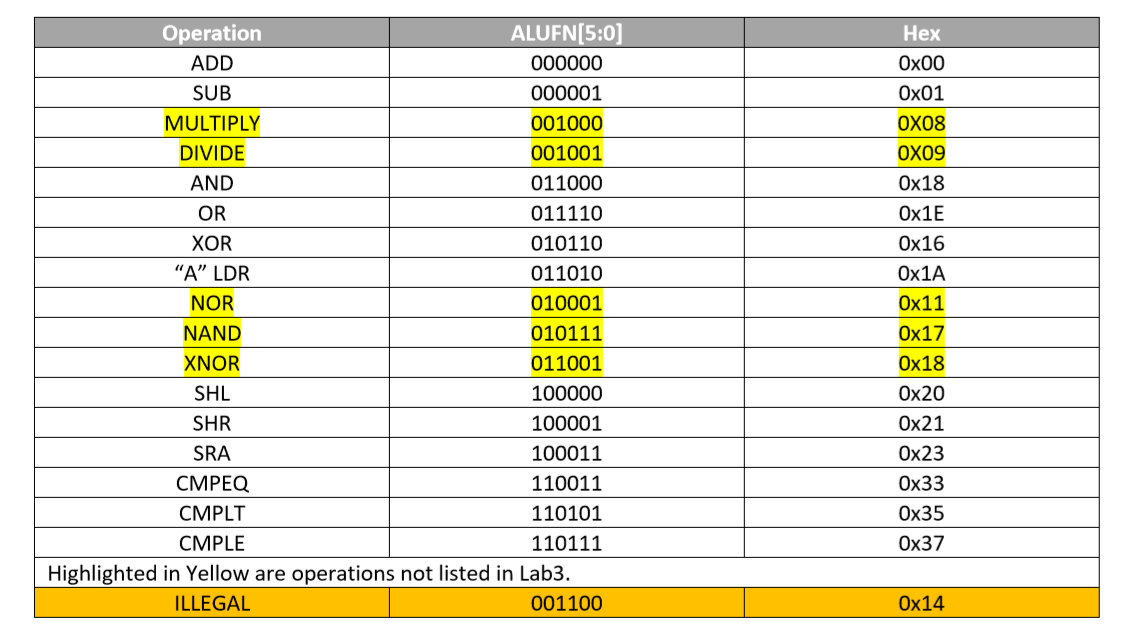 Operation ALUFN[5:0] Hex
ADD 000000 0x00
SUB 000001 0x01
MULTIPLY 001000 0X08
DIVIDE 001001 0X09
AND 011000 0x18
OR 011110 0x1E
XOR 010110 0x16
“A” LDR 011010 0x1A
NOR 010001 0x11
NAND 010111 0x17
XNOR 011001 0x18
SHL 100000 0x20
SHR 100001 0x21
SRA 100011 0x23
CMPEQ 110011 0x33
CMPLT 110101 0x35
CMPLE 110111 0x37
Highlighted in Yellow are operations not listed in Lab3.
ILLEGAL 001100 0x14